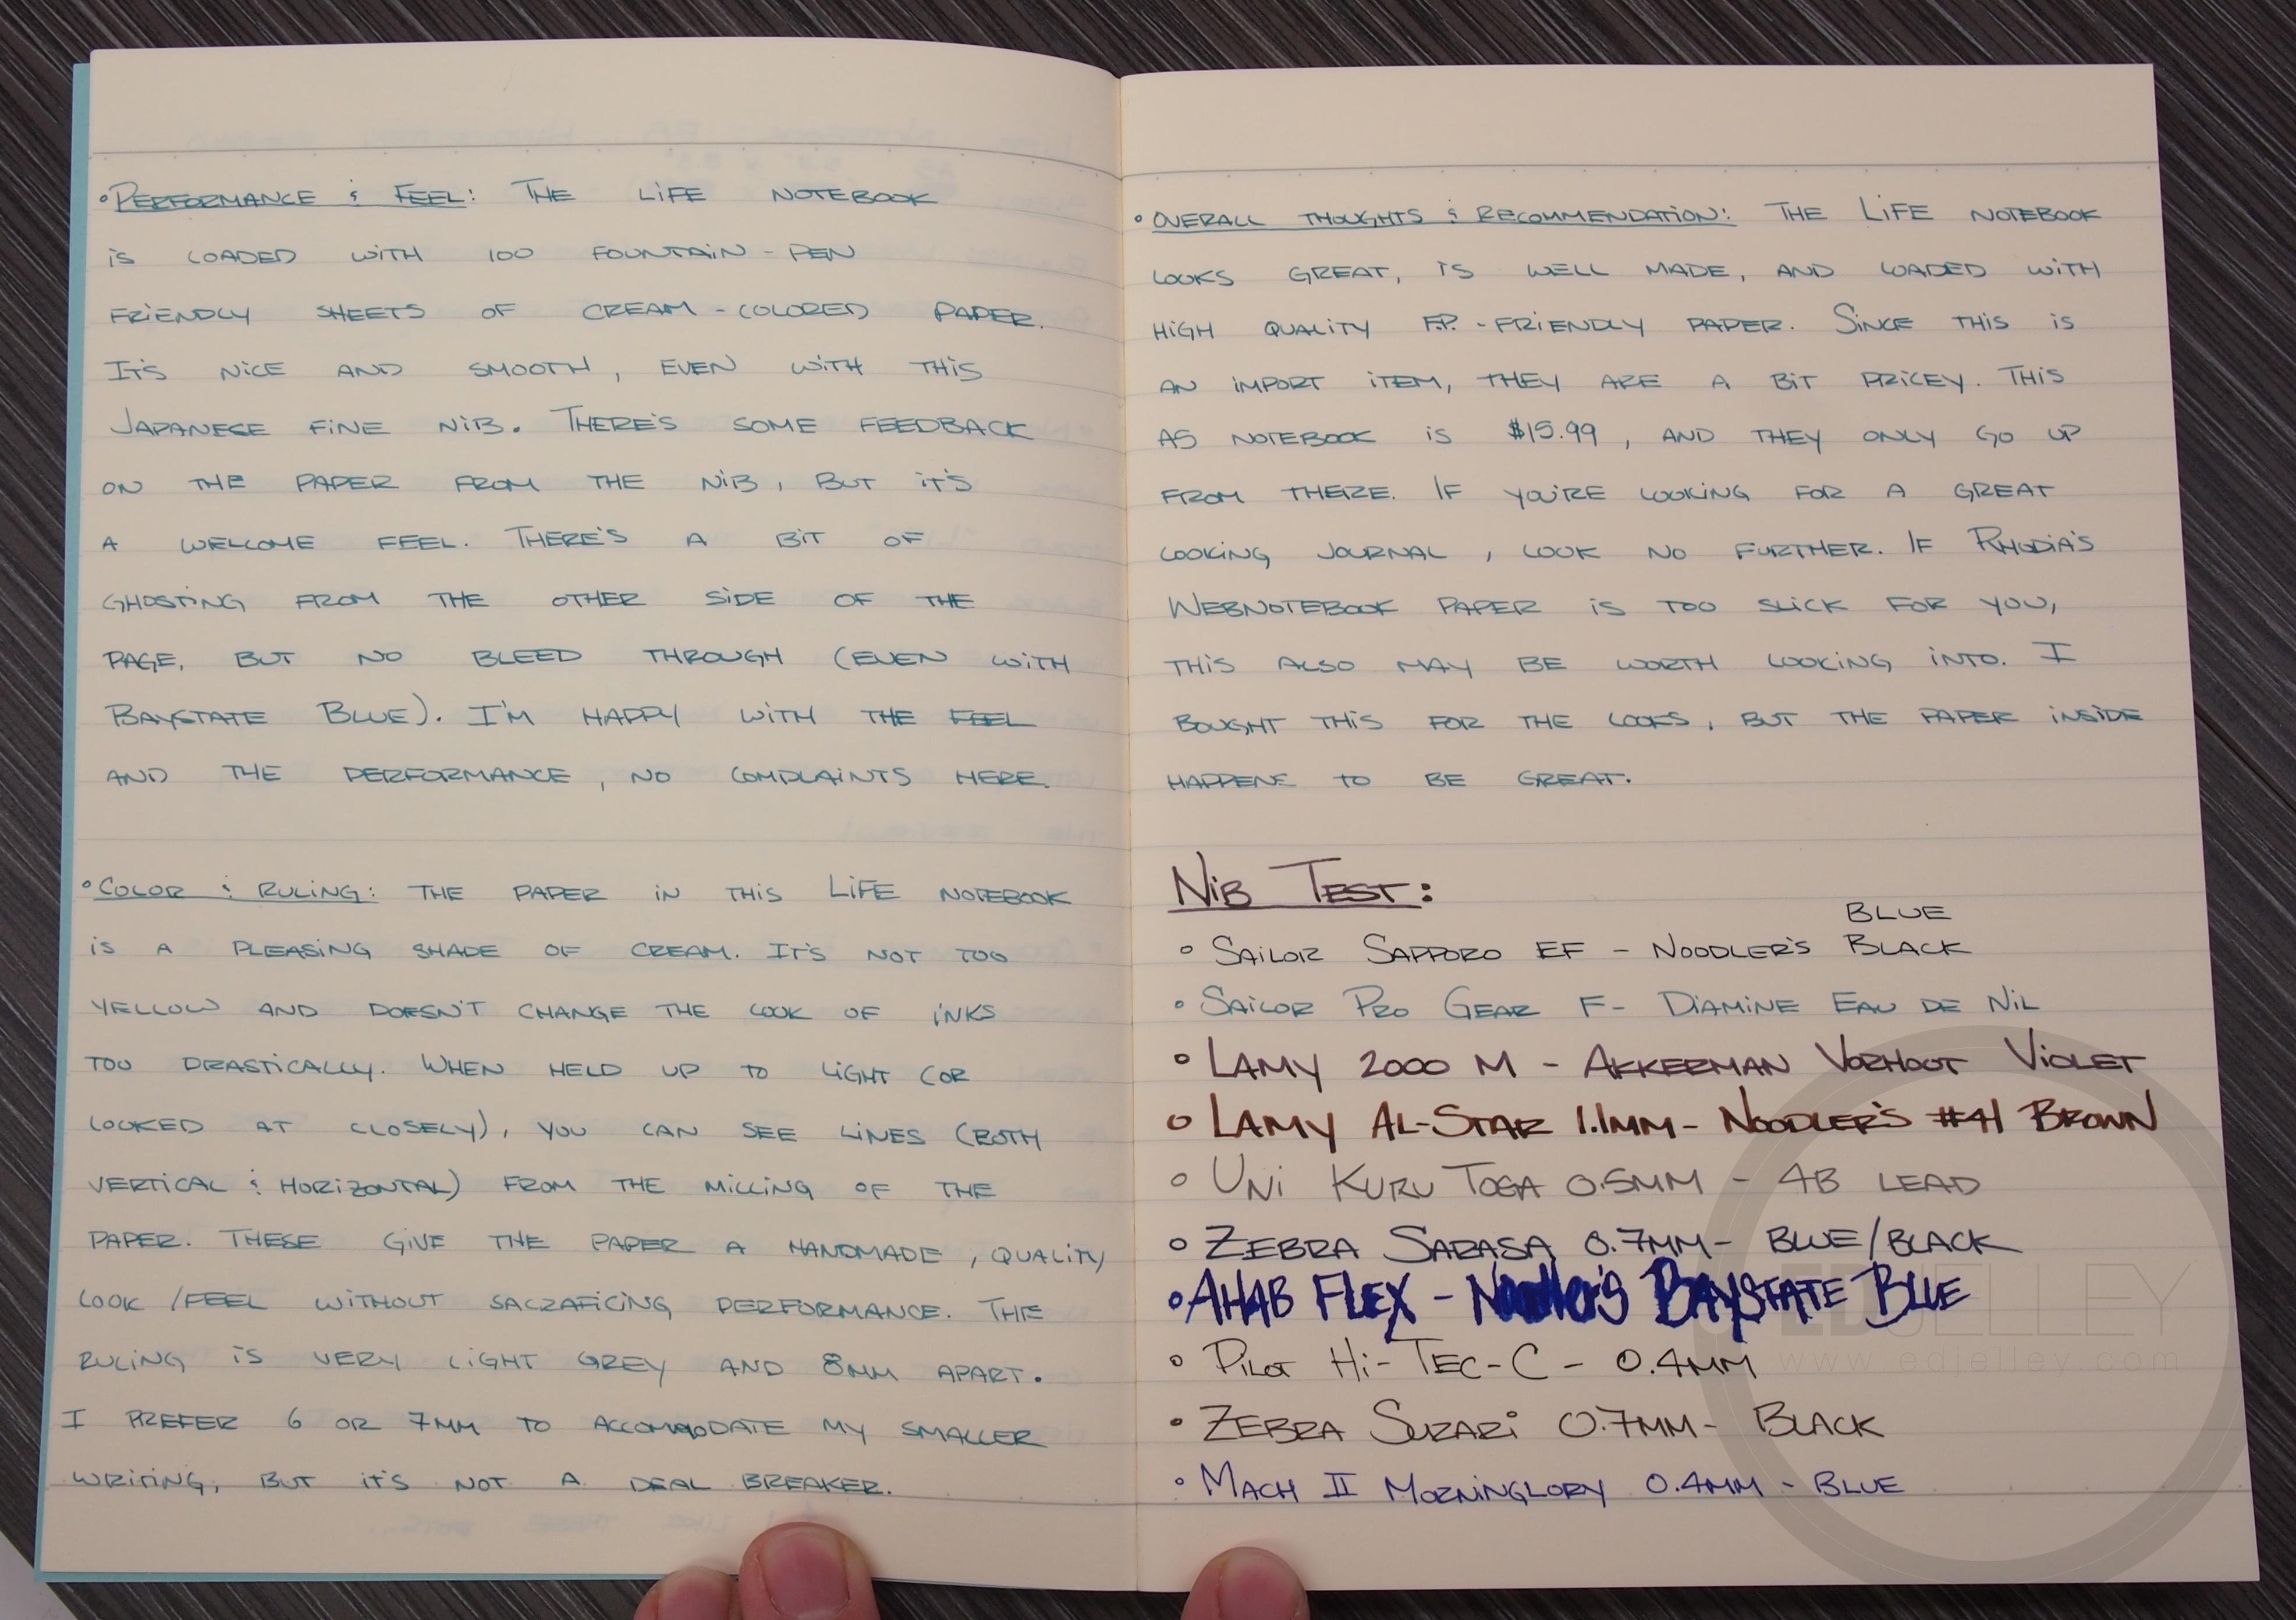 °PERFORMANCE & FEEL: THE LIFE NOTEBOOK
IS LOADED WITH 100 FOUNTAIN-PEN
FRIENDLY SHEETS OF CREAM-COLORED PAPER.
IT'S NICE AND SMOOTH, EVEN WITH THIS
JAPANESE FINE NIB. THERE'S SOME FEEDBACK
ON THE PAPER FROM THE NIB, BUT IT'S
A WELCOME FEEL. THERE'S A BIT OF
GHOSTING FROM THE OTHER SIDE OF THE
PAGE, BUT NO BLEED THROUGH (EVEN WITH
BAYSTATE BLUE). I'M HAPPY WITH THE FEEL
AND THE PERFORMANCE, NO COMPLAINTS HERE.
°COLOR & RULING: THE PAPER IN THIS LIFE NOTEBOOK
IS A PLEASING SHADE OF CREAM. IT'S NOT TOO
YELLOW AND DOESN'T CHANGE THE LOOK OF INKS
TOO DRASTICALLY. WHEN HELD UP TO LIGHT (OR
LOOKED AT CLOSELY), YOU CAN SEE LINES (BOTH
VERTICAL & HORIZONTAL) FROM THE MILLING OF THE
PAPER. THESE GIVE THE PAPER A HANDMADE, QUALITY
LOOK/FEEL WITHOUT SACRAFICING PERFORMANCE. THE
RULING IS VERY LIGHT GREY AND 8MM APART.
I PREFER 6 OR 7MM TO ACCOMMODATE MY SMALLER
WRITING, BUT IT'S NOT A DEAL BREAKER.
°OVERALL THOUGHTS & RECOMMENDATION: THE LIFE NOTEBOOK
LOOKS GREAT, IS WELL MADE, AND LOADED WITH
HIGH QUALITY F.P.-FRIENDLY PAPER. SINCE THIS IS
AN IMPORT ITEM, THEY ARE A BIT PRICEY. THIS
A5 NOTEBOOK IS $15.99, AND THEY ONLY GO UP
FROM THERE. IF YOU'RE LOOKING FOR A GREAT
LOOKING JOURNAL, LOOK NO FURTHER. IF RHODIA'S
WEBNOTEBOOK PAPER IS TOO SLICK FOR YOU,
THIS ALSO MAY BE WORTH LOOKING INTO. I
BOUGHT THIS FOR THE LOOKS, BUT THE PAPER INSIDE
HAPPENS TO BE GREAT.
NIB TEST:
BLUE
°SAILOR SAPPORO EF - NOODLER'S BLACK
°SAILOR PRO GEAR F- DIAMINE EAU DE NIL
°LAMY 2000 M - AKKERMAN VORHOUT VIOLET
°LAMY AL-STAR 1.1MM- NOODLER'S #41 BROWN
°UNI KURU TOGA 0.5MM - 4B LEAD
°ZEBRA SARASA 0.7MM- BLUE/BLACK
°AHAB FLEX - Noodler's BAYSTATE BLUE
°PILOT HI-TEC-C - 0.4MM
°ZEBRA SURARI 0.7MM- BLACK
°MACH II MORNINGLORY 0.4MM - BLUE
EDJELLEY
www.edjelley.com